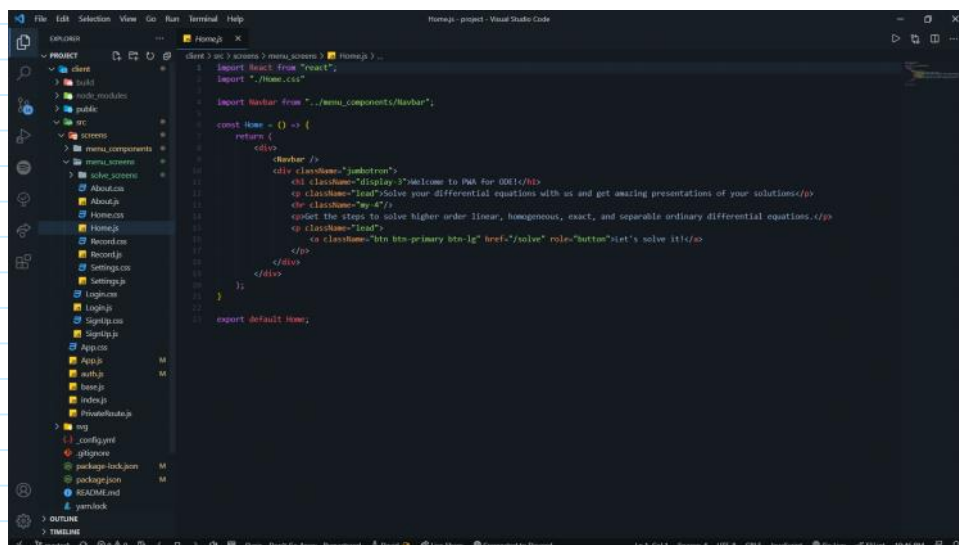 File Edit Selection View Go Run Terminal Help
Home.js - project - Visual Studio Code
EXPLORER
Home.js
PROJECT
client > src > screens > menu_screens > Home.js > ...
client
build
node_modules
public
src
screens
menu_components
menu_screens
solve_screens
About.css
About.js
Home.css
Home.js
Record.css
Record.js
Settings.css
Settings.js
Login.css
Login.js
SignUp.css
SignUp.js
App.css
App.js M
auth.js M
base.js
index.js
PrivateRoute.js
svg
_config.yml
.gitignore
package-lock.json M
package.json M
README.md
yarn.lock
OUTLINE
TIMELINE
import React from "react";
import "./Home.css"
import Navbar from "../menu_components/Navbar";
const Home = () => {
return (
<div>
<Navbar />
<div className="jumbotron">
<h1 className="display-3">Welcome to PWA for ODE!</h1>
<p className="lead">Solve your differential equations with us and get amazing presentations of your solutions</p>
<hr className="my-4"/>
<p>Get the steps to solve higher order linear, homogeneous, exact, and separable ordinary differential equations.</p>
<p className="lead">
<a className="btn btn-primary btn-lg" href="/solve" role="button">Let's solve it!</a>
</p>
</div>
</div>
);
}
export default Home;